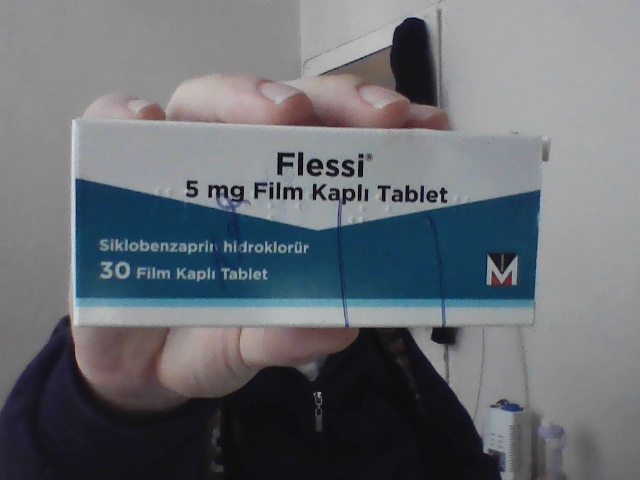 Flessi®
5 mg Film Kaplı Tablet
Siklobenzaprin hidroklorür
30 Film Kaplı Tablet
M